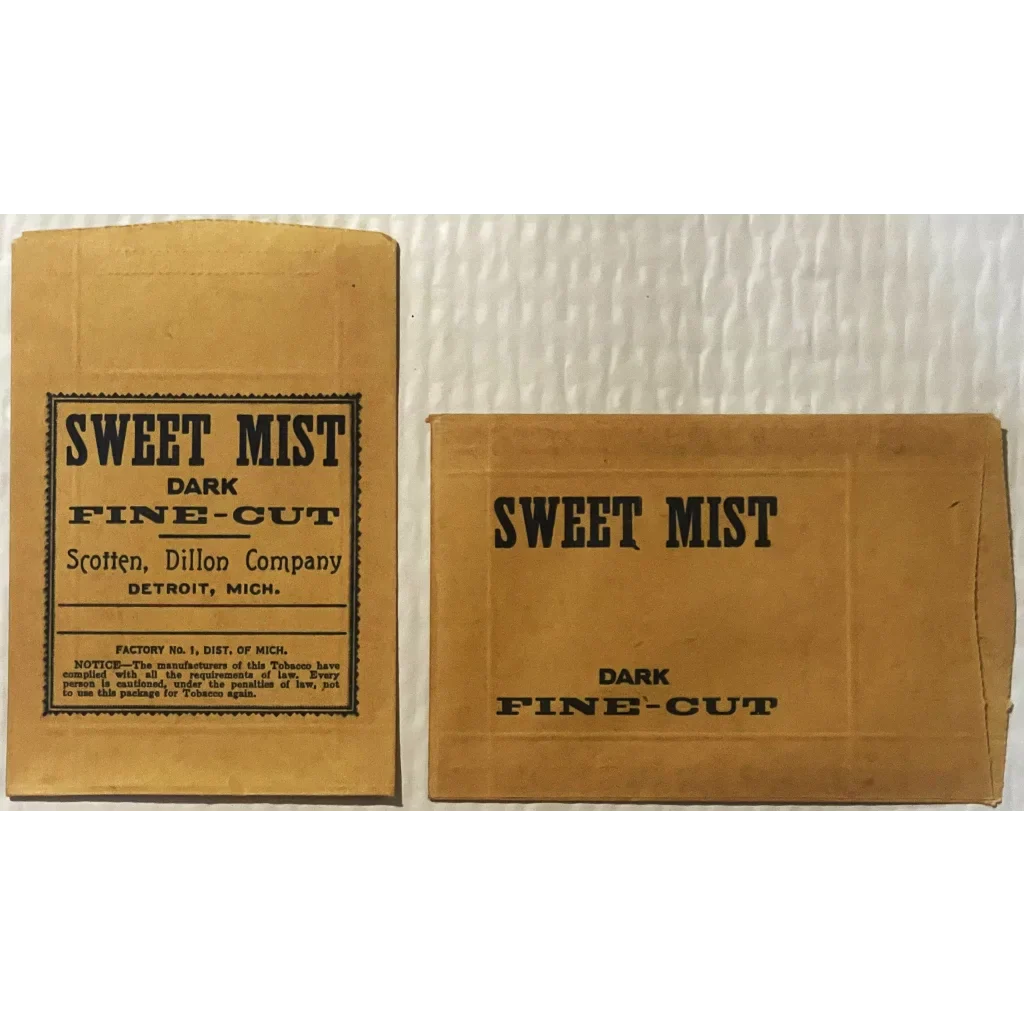 SWEET MIST
DARK
FINE-CUT
Scotten, Dillon Company
DETROIT, MICH.
FACTORY No. 1, DIST. OF MICH.
NOTICE—The manufacturers of this Tobacco have
complied with all the requirements of law. Every
person is cautioned, under the penalties of law, not
to use this package for Tobacco again.
SWEET MIST
DARK
FINE-CUT